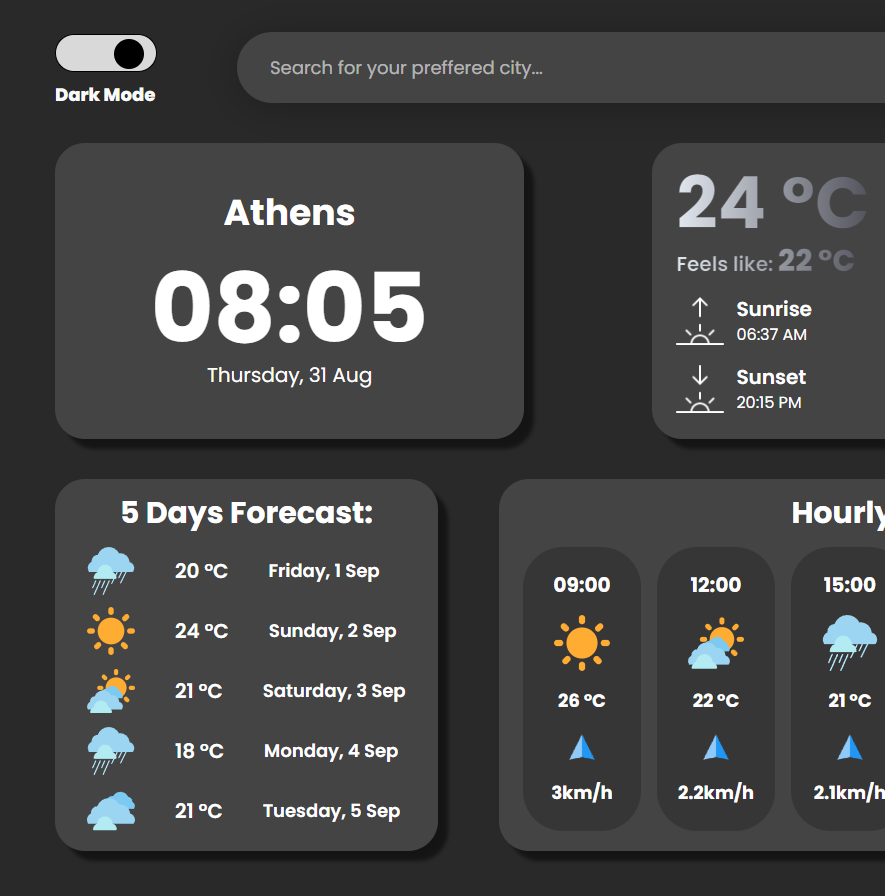 Dark Mode
Search for your preffered city...
Athens
08:05
Thursday, 31 Aug
24 °C
Feels like: 22 °C
Sunrise
06:37 AM
Sunset
20:15 PM
5 Days Forecast:
20 °C Friday, 1 Sep
24 °C Sunday, 2 Sep
21 °C Saturday, 3 Sep
18 °C Monday, 4 Sep
21 °C Tuesday, 5 Sep
Hourly
09:00 12:00 15:00
26 °C 22 °C 21 °C
3km/h 2.2km/h 2.1km/h